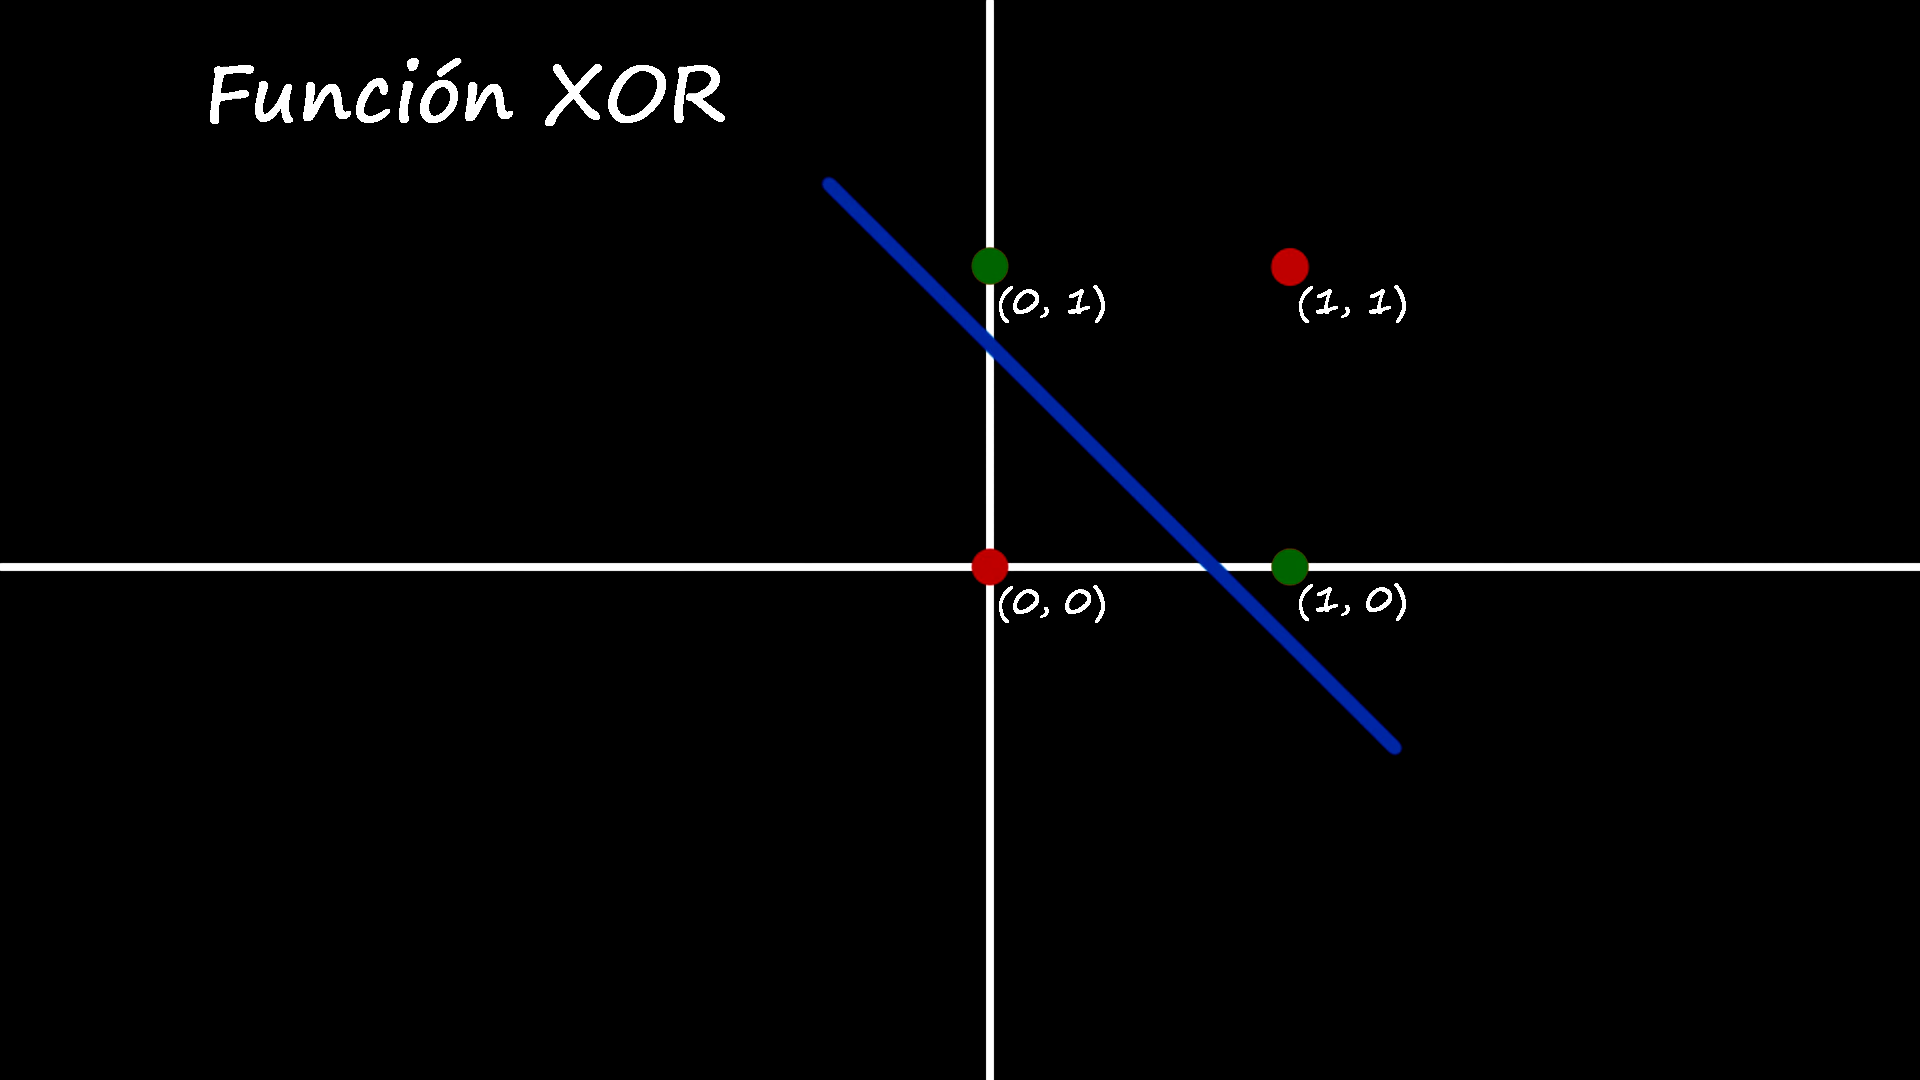 Función XOR
(0, 1)
(1, 1)
(0, 0)
(1, 0)